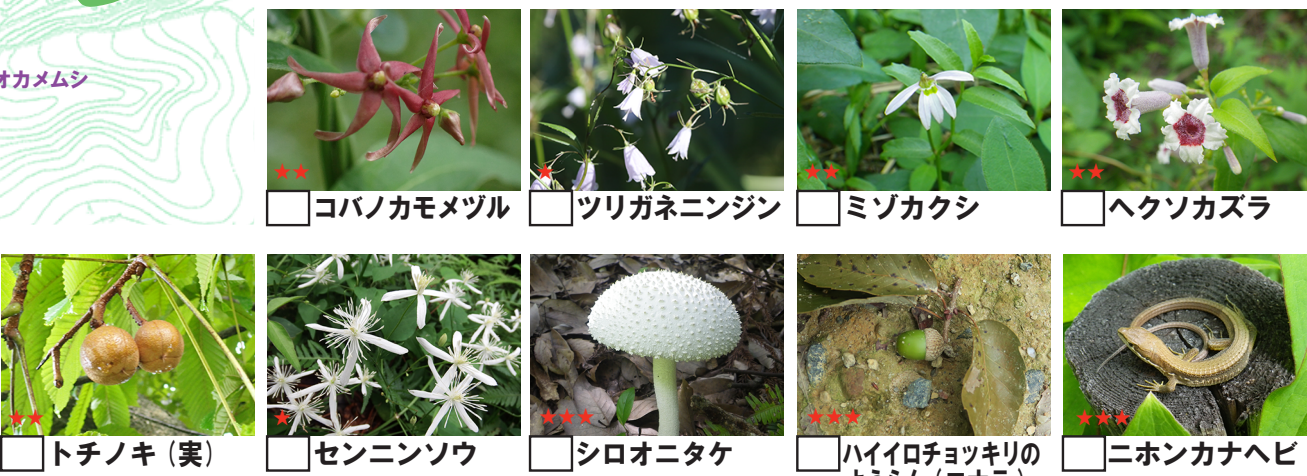 オカメムシ
コバノカモメヅル
ツリガネニンジン
ミゾカクシ
ヘクソカズラ
トチノキ（実）
センニンソウ
シロオニタケ
ハイイロチョッキリの
ニホンカナヘビ